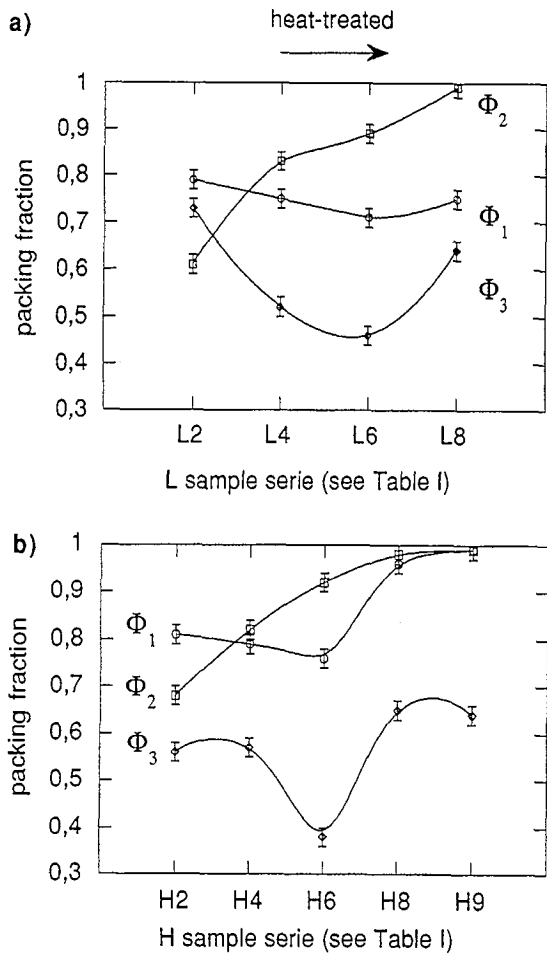 heat-treated
a)
1
0,9
0,8
0,7
0,6
0,5
0,4
0,3
packing fraction
Φ2
Φ1
Φ3
L2 L4 L6 L8
L sample serie (see Table I)
b)
1
0,9
0,8
0,7
0,6
0,5
0,4
0,3
packing fraction
Φ1
Φ2
Φ3
H2 H4 H6 H8 H9
H sample serie (see Table I)